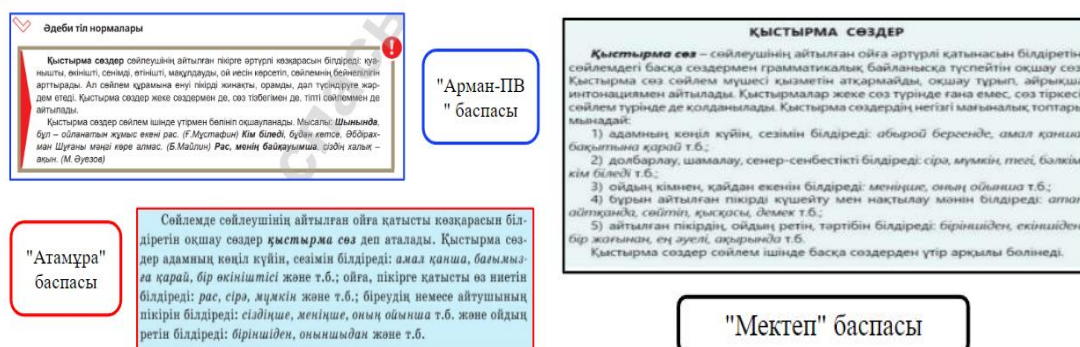 Әдеби тіл нормалары
Қыстырма сөздер сөйлеушінің айтылған пікірге әртүрлі көзқарасын білдіреді: қуа-
нышты, өкінішті, сенімді, өтінішті, мақұлдауды, ой иесін көрсетіп, сөйлемнің бейнелілігін
арттырады. Ал сөйлем құрамына енуі пікірді жинақты, орамды, дәл түсіндіруге жәр-
дем етеді. Қыстырма сөздер жеке сөздермен де, сөз тіркегімен де, тіпті сөйлеммен де
айтылады.
Қыстырма сөздер сөйлем ішінде үтірмен бөлініп оқшауланады. Мысалы: Шынында,
бұл – ойланатын жұмыс екені рас. (Ғ.Мұстафин) Кім біледі, бұдан кетсе, Әбдірах-
ман Шұғаны мәңгі көре алмас. (Б.Майлин) Рас, менің байқауымша, сіздің халық –
ақын. (М.Әуезов)
"Арман-ПВ
" баспасы
"Атамұра"
баспасы
Сөйлемде сөйлеушінің айтылған ойға қатысты көзқарасын біл-
діретін оқшау сөздер қыстырма сөз деп аталады. Қыстырма сөз-
дер адамның көңіл күйін, сезімін білдіреді: амал қанша, бағымыз-
ға қарай, бір өкініштісі және т.б.; ойға, пікірге қатысты өз ниетін
білдіреді: рас, сірә, мүмкін және т.б.; біреудің немесе айтушының
пікірін білдіреді: сіздіңше, меніңше, оның ойынша т.б. және ойдың
ретін білдіреді: біріншіден, оныншыдан және т.б.
ҚЫСТЫРМА СӨЗДЕР
Қыстырма сөз – сөйлеушінің айтылған ойға әртүрлі қатынасын білдіретін
сөйлемдегі басқа сөздермен грамматикалық байланысқа түспейтін оқшау сөз
Қыстырма сөз сөйлем мүшесі қызметін атқармайды, оқшау тұрып, айрықша
интонациямен айтылады. Қыстырмалар жеке сөз түрінде ғана емес, сөз тіркесі
сөйлем түрінде де қолданылады. Қыстырма сөздердің негізгі мағыналық топтары
мынадай:
1) адамның көңіл күйін, сезімін білдіреді: абырой бергенде, амал қанша
бақытына қарай т.б.;
2) долбарлау, шамалау, сенер-сенбестікті білдіреді: сірә, мүмкін, тегі, бәлкім
кім біледі т.б.;
3) ойдың кімнен, қайдан екенін білдіреді: меніңше, оның ойынша т.б.;
4) бұрын айтылған пікірді күшейту мен нақтылау мәнін білдіреді: атап
айтқанда, сөйтіп, қысқасы, демек т.б.;
5) айтылған пікірдің, ойдың ретін, тәртібін білдіреді: біріншіден, екіншіден
бір жағынан, ең әуелі, ақырында т.б.
Қыстырма сөздер сөйлем ішінде басқа сөздерден үтір арқылы бөлінеді.
"Мектеп" баспасы